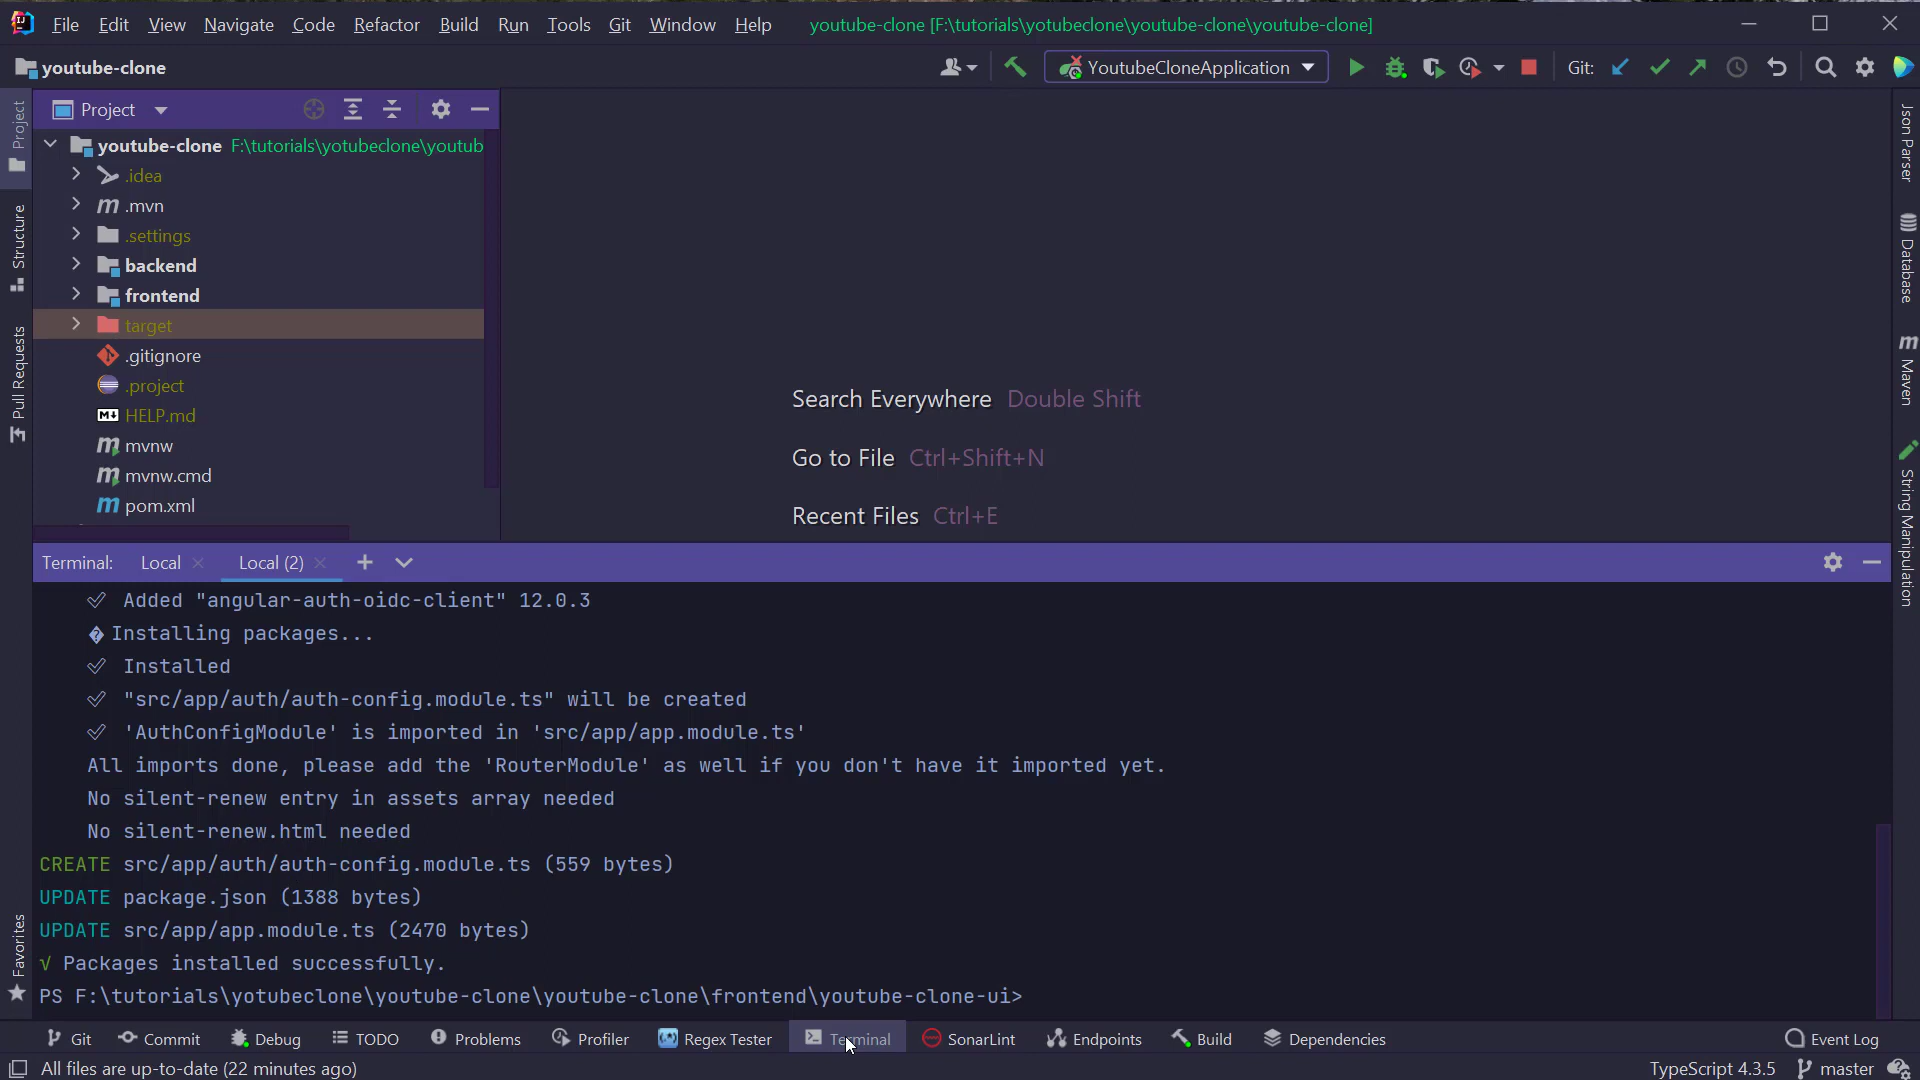 File Edit View Navigate Code Refactor Build Run Tools Git Window Help youtube-clone [F:\tutorials\yotubeclone\youtube-clone\youtube-clone]
youtube-clone YoutubeCloneApplication Git:
Project
youtube-clone F:\tutorials\yotubeclone\youtub
.idea
.mvn
.settings
backend
frontend
target
.gitignore
.project
HELP.md
mvnw
mvnw.cmd
pom.xml
Project
Structure
Pull Requests
Favorites
Search Everywhere Double Shift
Go to File Ctrl+Shift+N
Recent Files Ctrl+E
Json Parser
Database
Maven
String Manipulation
Terminal: Local Local (2)
Added "angular-auth-oidc-client" 12.0.3
Installing packages...
Installed
"src/app/auth/auth-config.module.ts" will be created
'AuthConfigModule' is imported in 'src/app/app.module.ts'
All imports done, please add the 'RouterModule' as well if you don't have it imported yet.
No silent-renew entry in assets array needed
No silent-renew.html needed
CREATE src/app/auth/auth-config.module.ts (559 bytes)
UPDATE package.json (1388 bytes)
UPDATE src/app/app.module.ts (2470 bytes)
√ Packages installed successfully.
PS F:\tutorials\yotubeclone\youtube-clone\youtube-clone\frontend\youtube-clone-ui>
Git Commit Debug TODO Problems Profiler Regex Tester Terminal SonarLint Endpoints Build Dependencies Event Log
All files are up-to-date (22 minutes ago) TypeScript 4.3.5 master